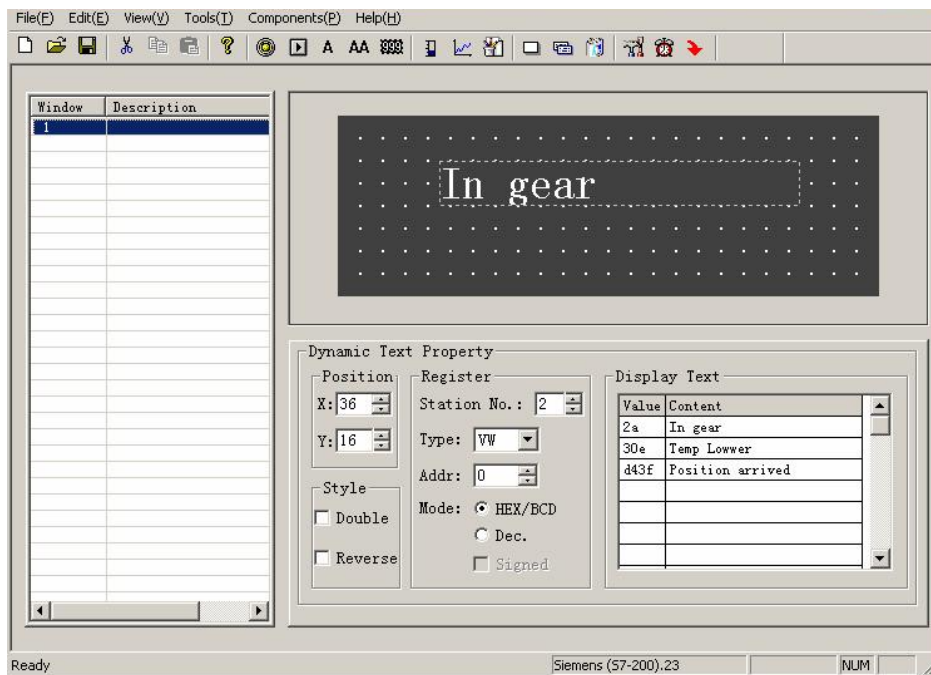 File(F) Edit(E) View(V) Tools(T) Components(P) Help(H)
A AA
Window Description
1
In gear
Dynamic Text Property
Position
X: 36
Y: 16
Style
Double
Reverse
Register
Station No.: 2
Type: VW
Addr: 0
Mode: HEX/BCD
Dec.
Signed
Display Text
Value Content
2a In gear
30e Temp Lowwer
d43f Position arrived
Ready Siemens (S7-200).23 NUM